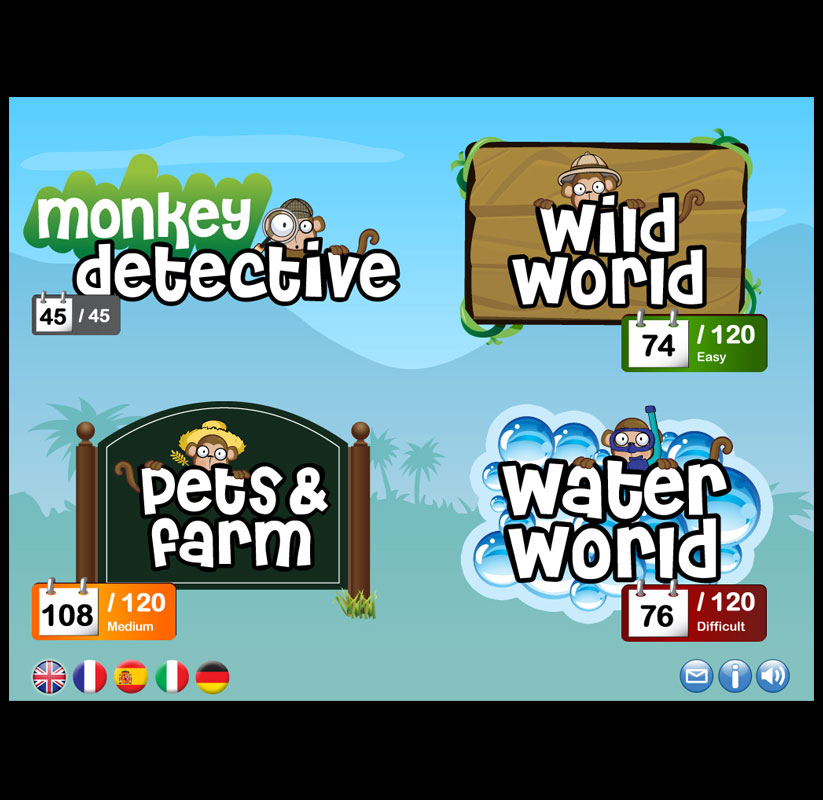 monkey
detective
45 / 45
wild
world
74 / 120
Easy
pets &
farm
108 / 120
Medium
water
world
76 / 120
Difficult